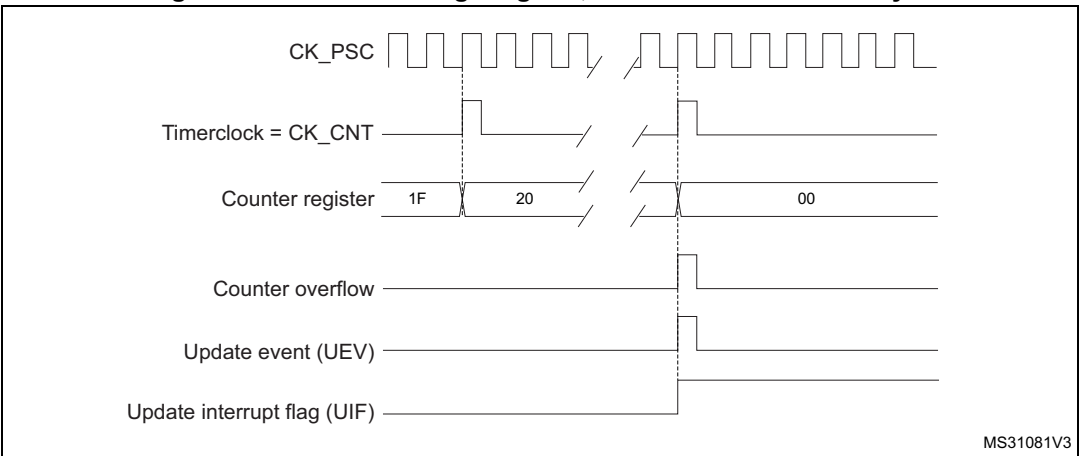 CK_PSC
Timerclock = CK_CNT
Counter register
1F
20
00
Counter overflow
Update event (UEV)
Update interrupt flag (UIF)
MS31081V3